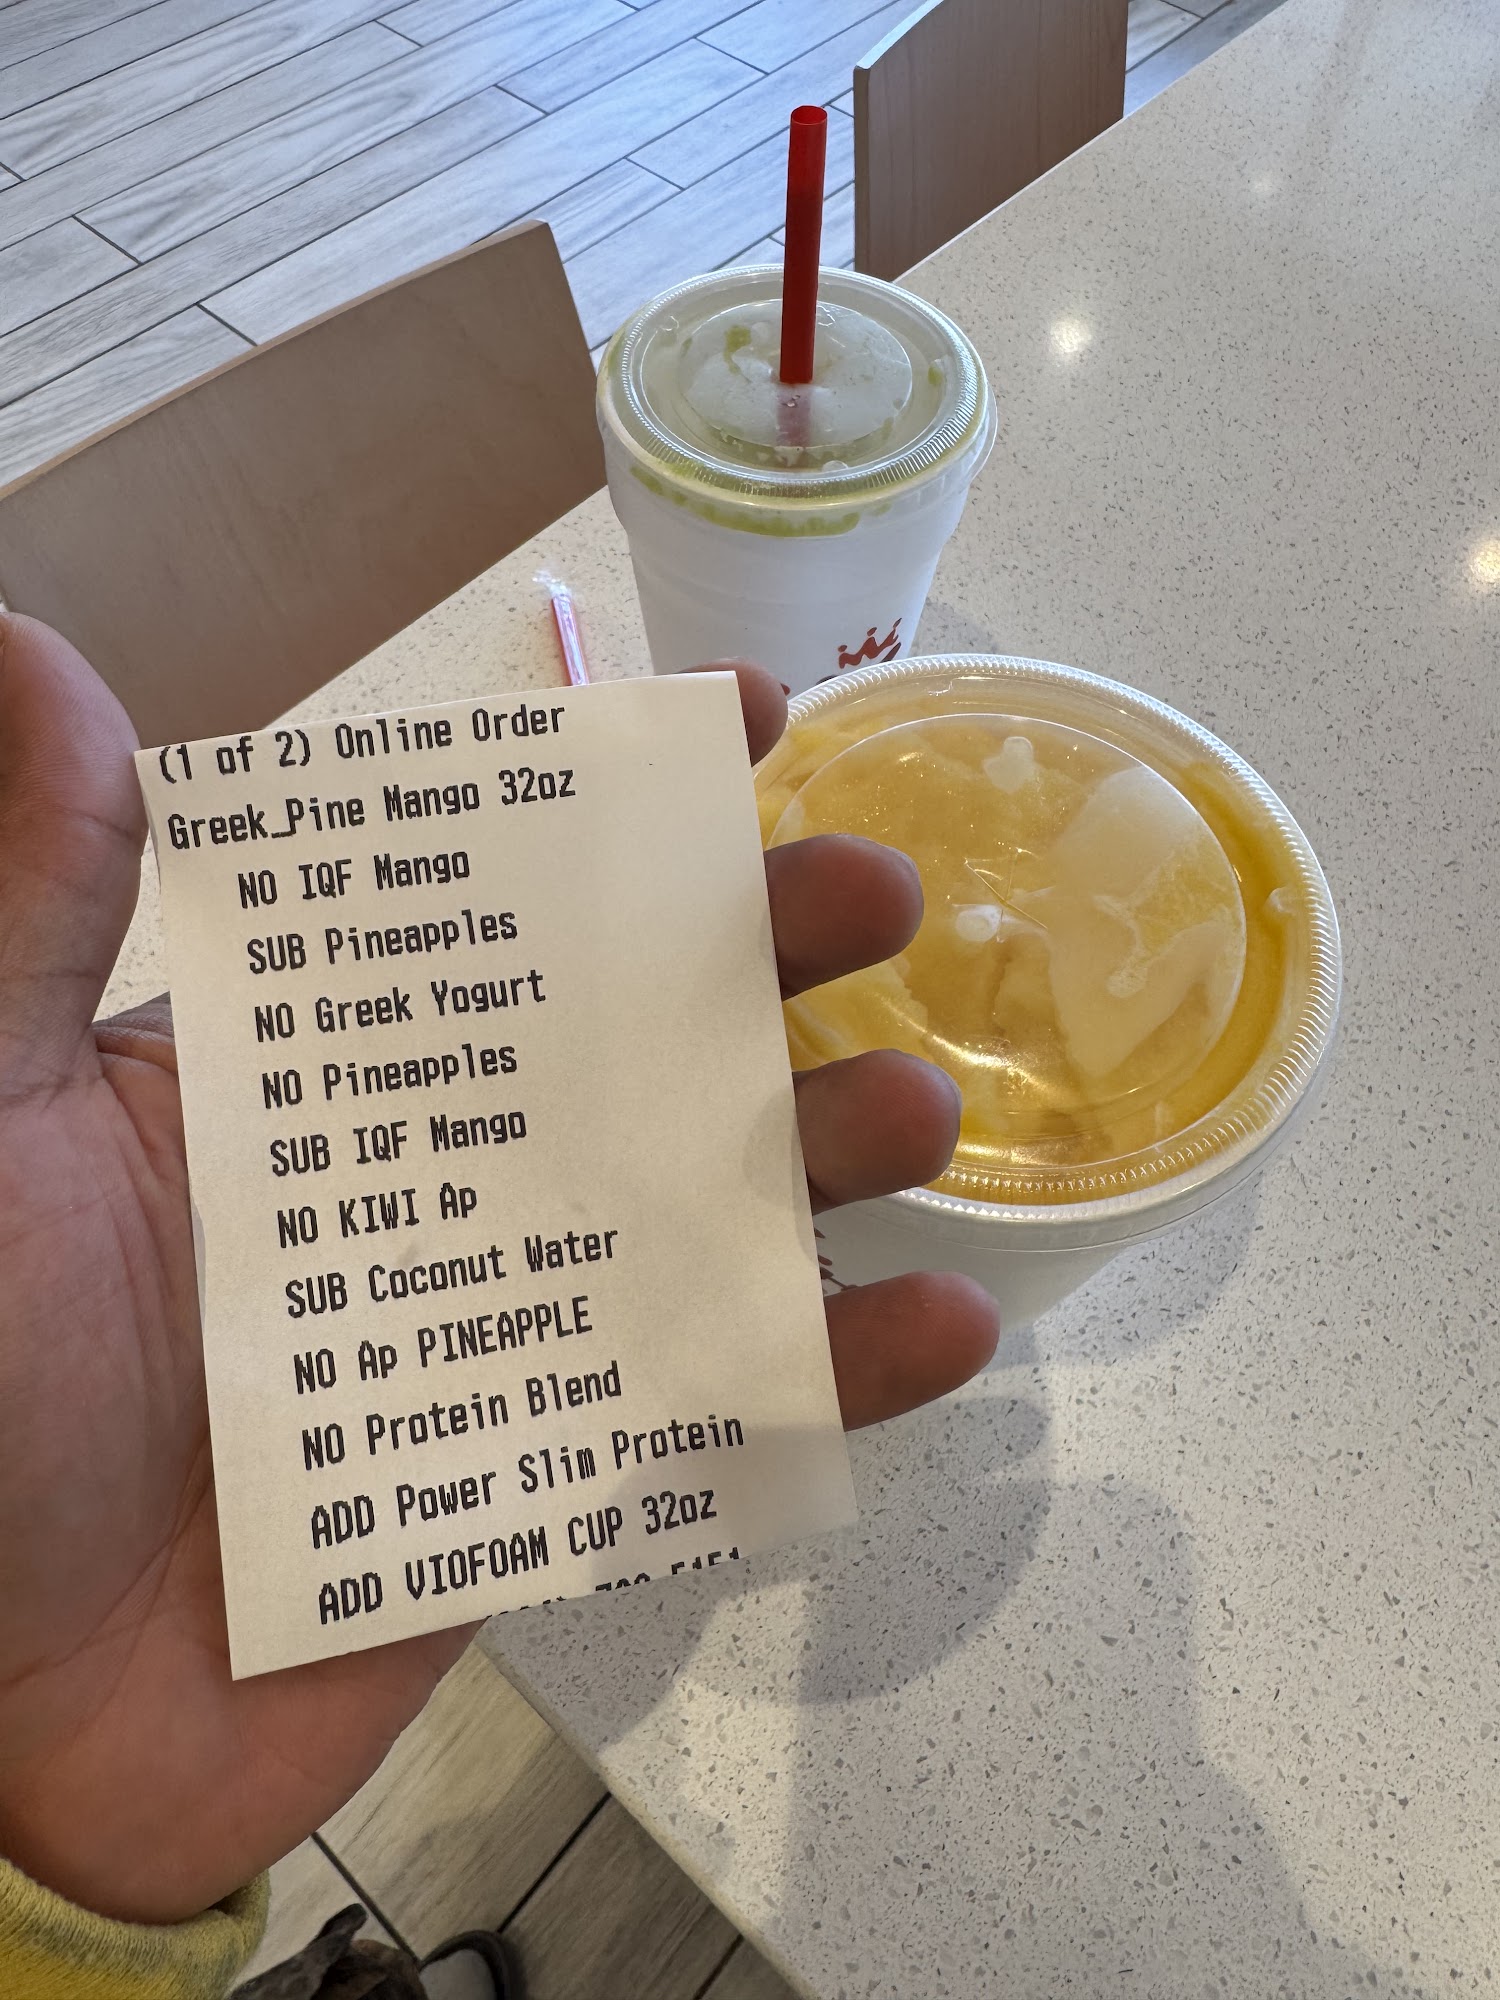 (1 of 2) Online Order
Greek_Pine Mango 32oz
NO IQF Mango
SUB Pineapples
NO Greek Yogurt
NO Pineapples
SUB IQF Mango
NO KIWI Ap
SUB Coconut Water
NO Ap PINEAPPLE
NO Protein Blend
ADD Power Slim Protein
ADD VIOFOAM CUP 32oz